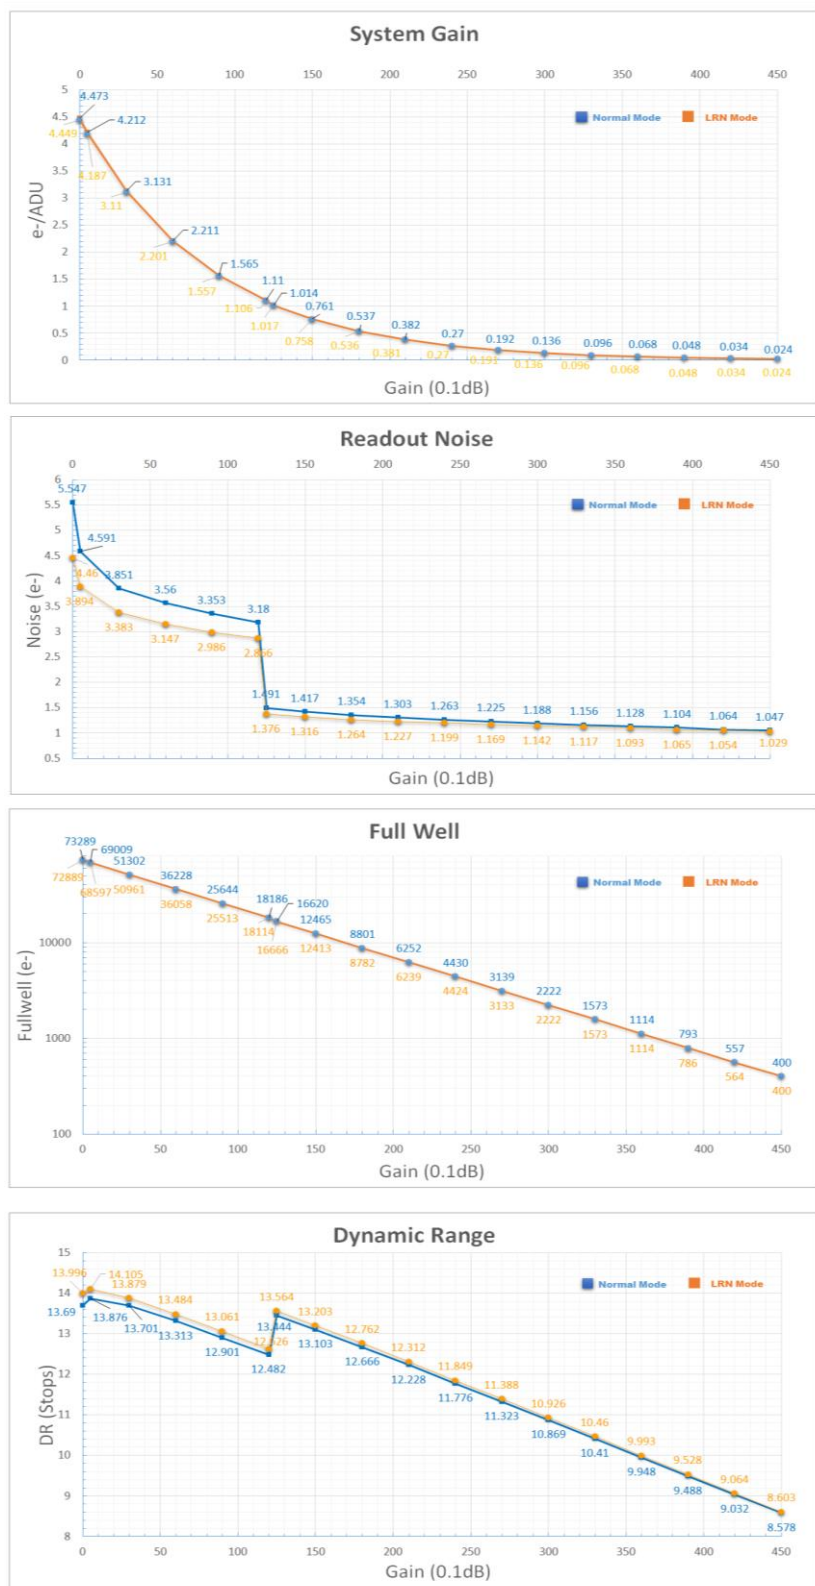 System Gain
0 50 100 150 200 250 300 350 400 450
5
4.5
4
3.5
3
2.5
2
1.5
1
0.5
0
e-/ADU
Normal Mode LRN Mode
4.473
4.212
3.131
2.211
1.565
1.11
1.014
0.761 0.537 0.382 0.27 0.192 0.136 0.096 0.068 0.048 0.034 0.024
4.449
4.187
3.11
2.201
1.557
1.106
1.017
0.758 0.536 0.381 0.27 0.191 0.136 0.096 0.068 0.048 0.034 0.024
Gain (0.1dB)
Readout Noise
0 50 100 150 200 250 300 350 400 450
6
5.5
5
4.5
4
3.5
3
2.5
2
1.5
1
0.5
Noise (e-)
Normal Mode LRN Mode
5.547
4.591
3.851 3.56 3.353 3.18
1.491 1.417 1.354 1.303 1.263 1.225 1.188 1.156 1.128 1.104 1.064 1.047
4.46
3.894
3.383 3.147 2.986 2.866
1.376 1.316 1.264 1.227 1.199 1.169 1.142 1.117 1.093 1.065 1.054 1.029
Gain (0.1dB)
Full Well
10000
1000
100
Fullwell (e-)
Normal Mode LRN Mode
73289 69009
51302 36228 25644 18186 16620 12465 8801 6252 4430 3139 2222 1573 1114 793 557 400
72889 68597 50961 36058 25513 18114 16666 12413 8782 6239 4424 3133 2222 1573 1114 786 564 400
0 50 100 150 200 250 300 350 400 450
Gain (0.1dB)
Dynamic Range
15
14
13
12
11
10
9
8
DR (Stops)
Normal Mode LRN Mode
13.996 14.105
13.879 13.484 13.061 12.626 13.564 13.203 12.762 12.312 11.849 11.388 10.926 10.46 9.993 9.528 9.064 8.603
13.69 13.876 13.701 13.313 12.901 12.482 13.444 13.103 12.666 12.228 11.776 11.323 10.869 10.41 9.948 9.488 9.032 8.578
0 50 100 150 200 250 300 350 400 450
Gain (0.1dB)